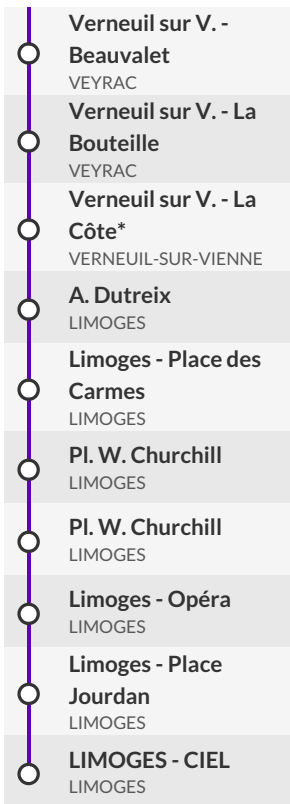 Verneuil sur V. -
Beauvalet
VEYRAC
Verneuil sur V. - La
Bouteille
VEYRAC
Verneuil sur V. - La
Côte*
VERNEUIL-SUR-VIENNE
A. Dutreix
LIMOGES
Limoges - Place des
Carmes
LIMOGES
Pl. W. Churchill
LIMOGES
Pl. W. Churchill
LIMOGES
Limoges - Opéra
LIMOGES
Limoges - Place
Jourdan
LIMOGES
LIMOGES - CIEL
LIMOGES